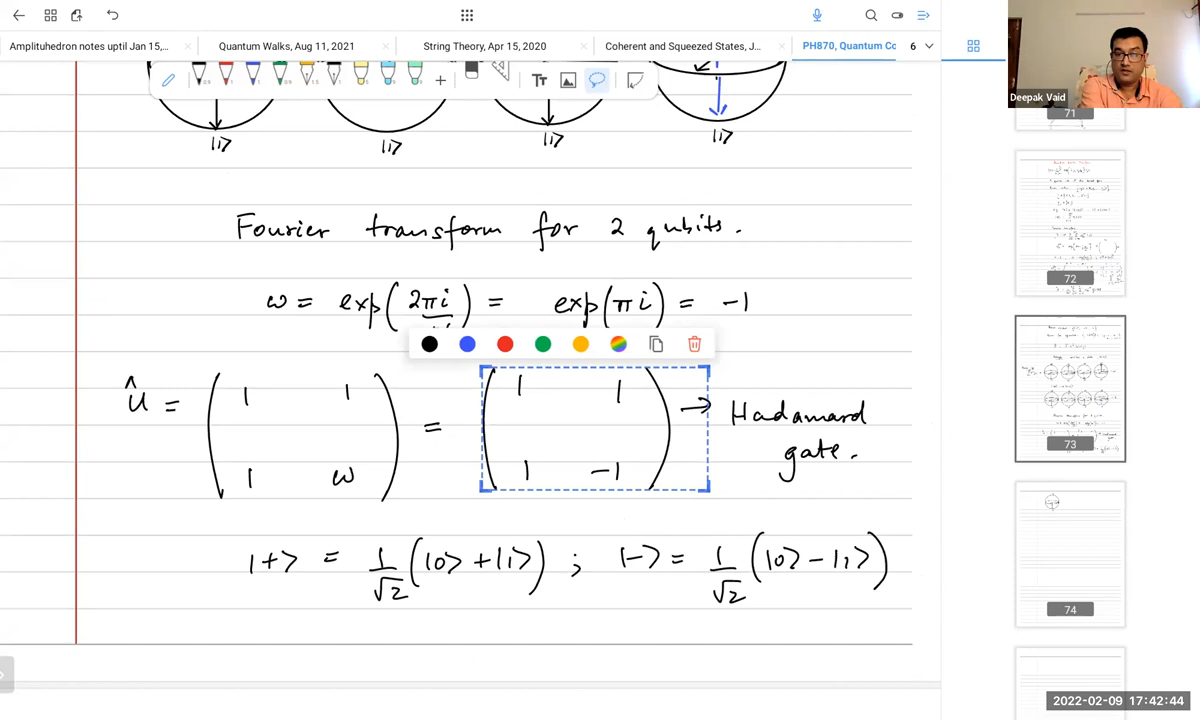 Amplituhedron notes uptil Jan 15,...
Quantum Walks, Aug 11, 2021
String Theory, Apr 15, 2020
Coherent and Squeezed States, J...
PH870, Quantum Cc
6
Tт
Deepak Vaid
|1> |1> |1> |1>
Fourier transform for 2 qubits.
ω = exp(2πi/ ) = exp(πi) = -1
û = (1 1
1 ω) = (1 1
1 -1) → Hadamard
gate.
|+> = 1/√2 (|0> + |1>) ; |-> = 1/√2 (|0> - |1>)
71
72
73
74
2022-02-09 17:42:44